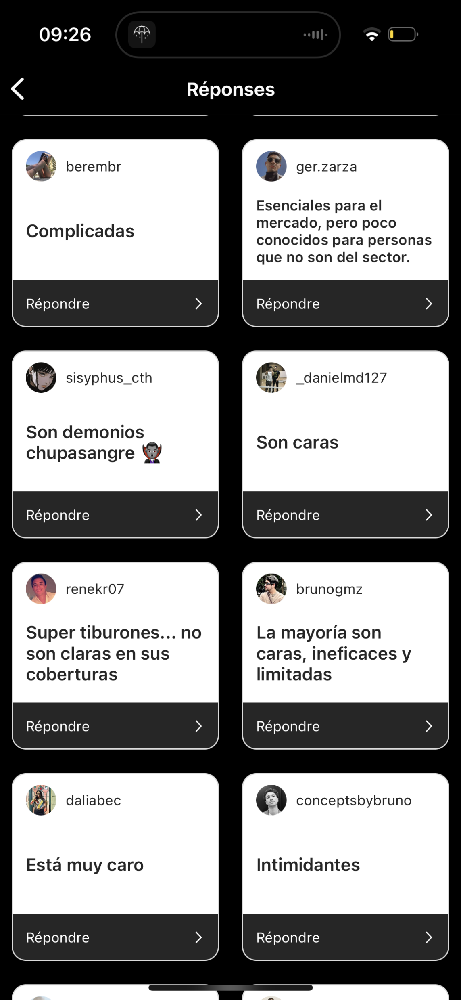 09:26
Réponses
berembr
Complicadas
Répondre
ger.zarza
Esenciales para el
mercado, pero poco
conocidos para personas
que no son del sector.
Répondre
sisyphus_cth
Son demonios
chupasangre 🧛🏻‍♂️
Répondre
_danielmd127
Son caras
Répondre
renekr07
Super tiburones... no
son claras en sus
coberturas
Répondre
brunogmz
La mayoría son
caras, ineficaces y
limitadas
Répondre
daliabec
Está muy caro
Répondre
conceptsbybruno
Intimidantes
Répondre